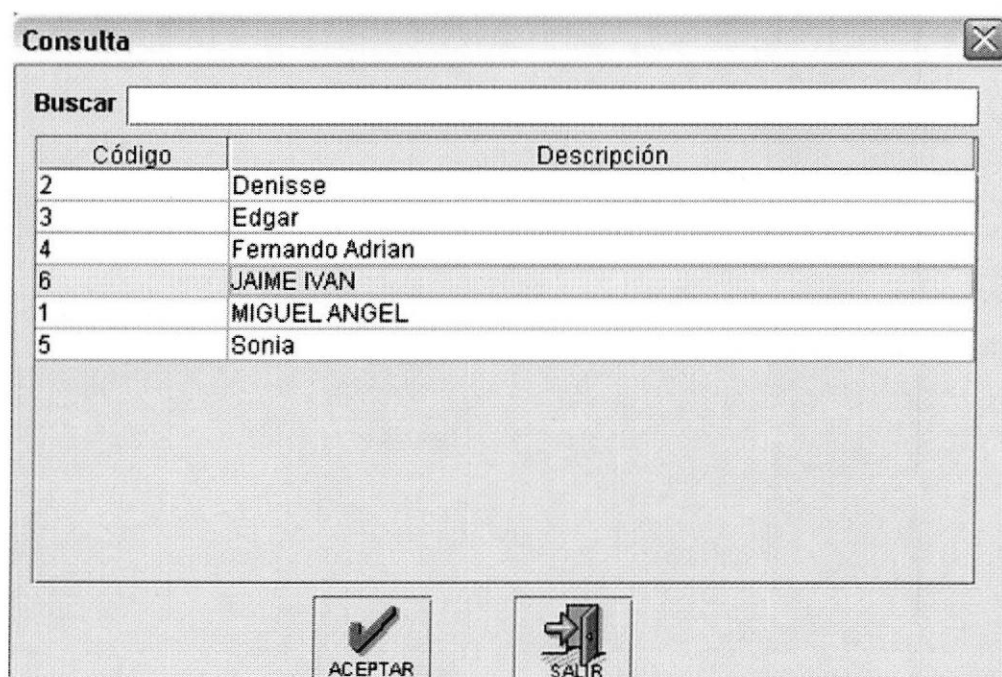 Consulta
Buscar
Código Descripción
2 Denisse
3 Edgar
4 Fernando Adrian
6 JAIME IVAN
1 MIGUEL ANGEL
5 Sonia
ACEPTAR SALIR